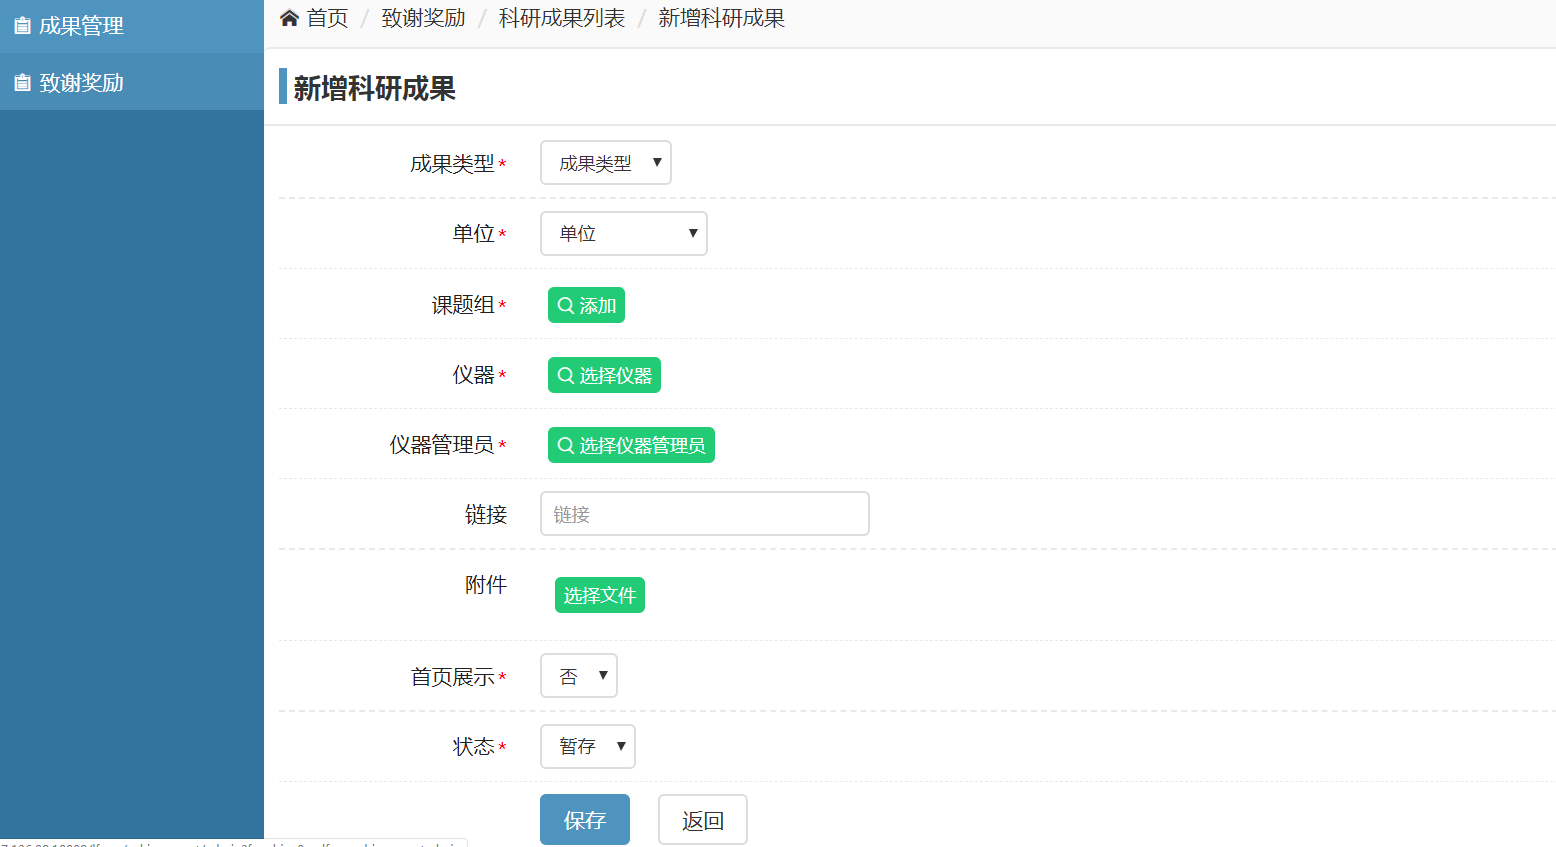 成果管理
致谢奖励
首页 / 致谢奖励 / 科研成果列表 / 新增科研成果
新增科研成果
成果类型* 成果类型
单位* 单位
课题组* 添加
仪器* 选择仪器
仪器管理员* 选择仪器管理员
链接 链接
附件 选择文件
首页展示* 否
状态* 暂存
保存 返回